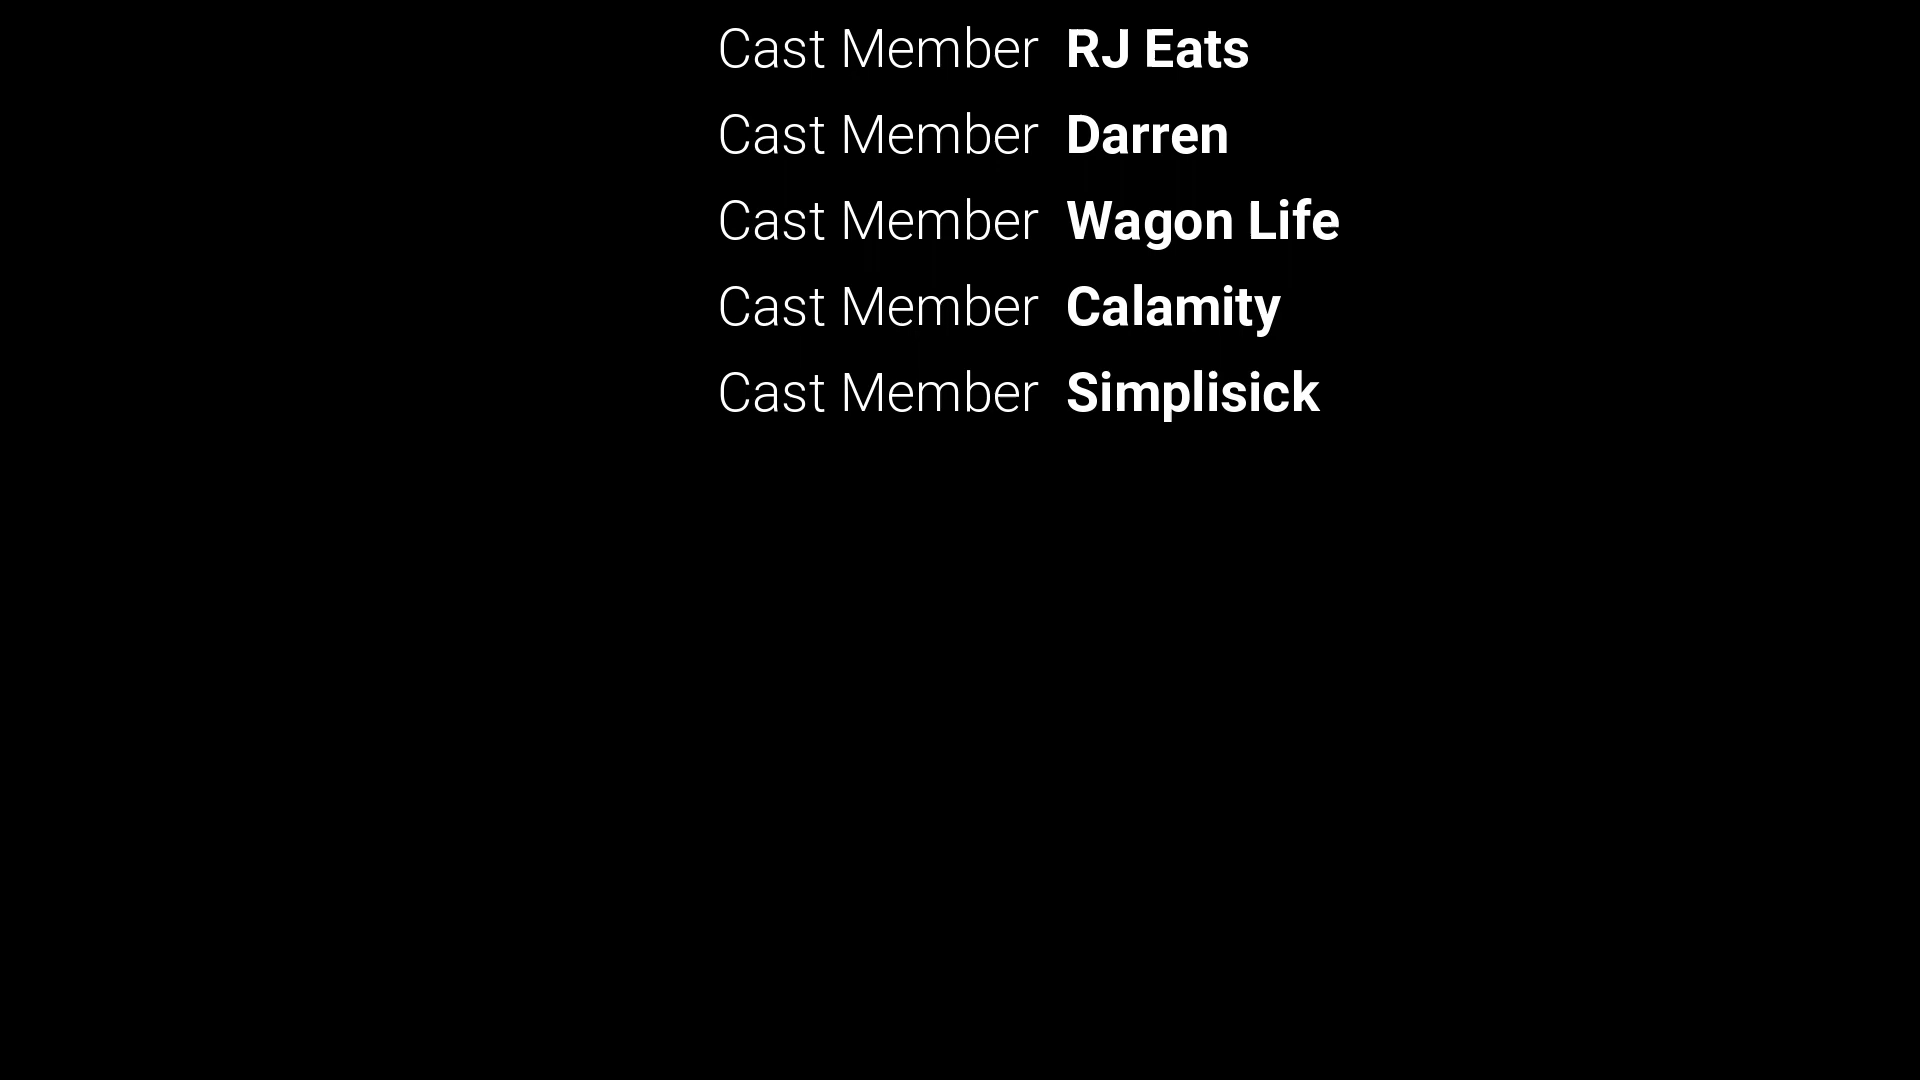 Cast Member RJ Eats
Cast Member Darren
Cast Member Wagon Life
Cast Member Calamity
Cast Member Simplisick